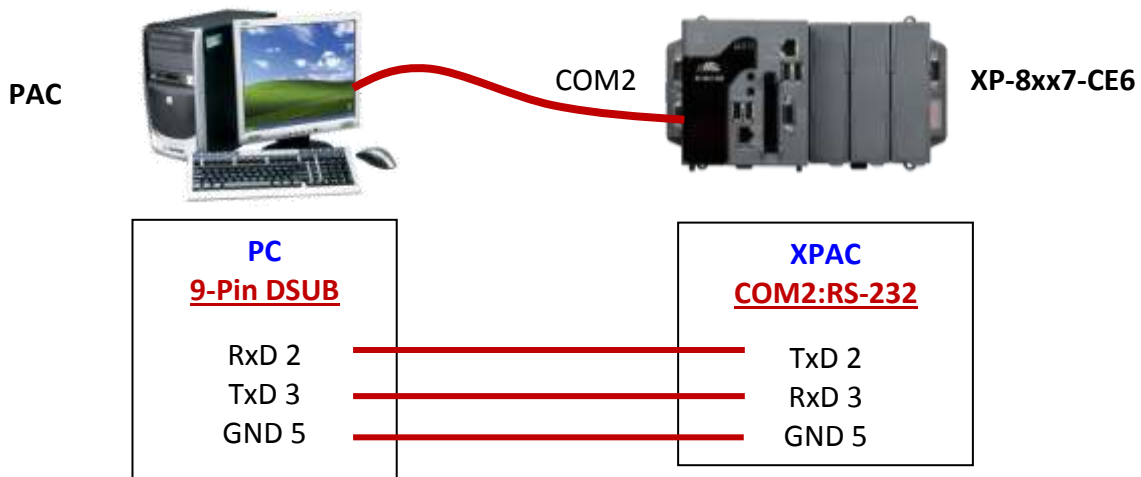 PAC
COM2
XP-8xx7-CE6
PC
9-Pin DSUB
RxD 2
TxD 3
GND 5
XPAC
COM2:RS-232
TxD 2
RxD 3
GND 5